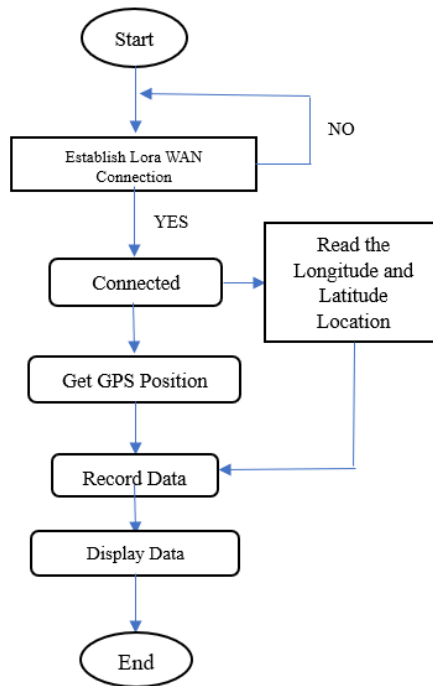 Start
NO
Establish Lora WAN
Connection
YES
Connected
Read the
Longitude and
Latitude
Location
Get GPS Position
Record Data
Display Data
End